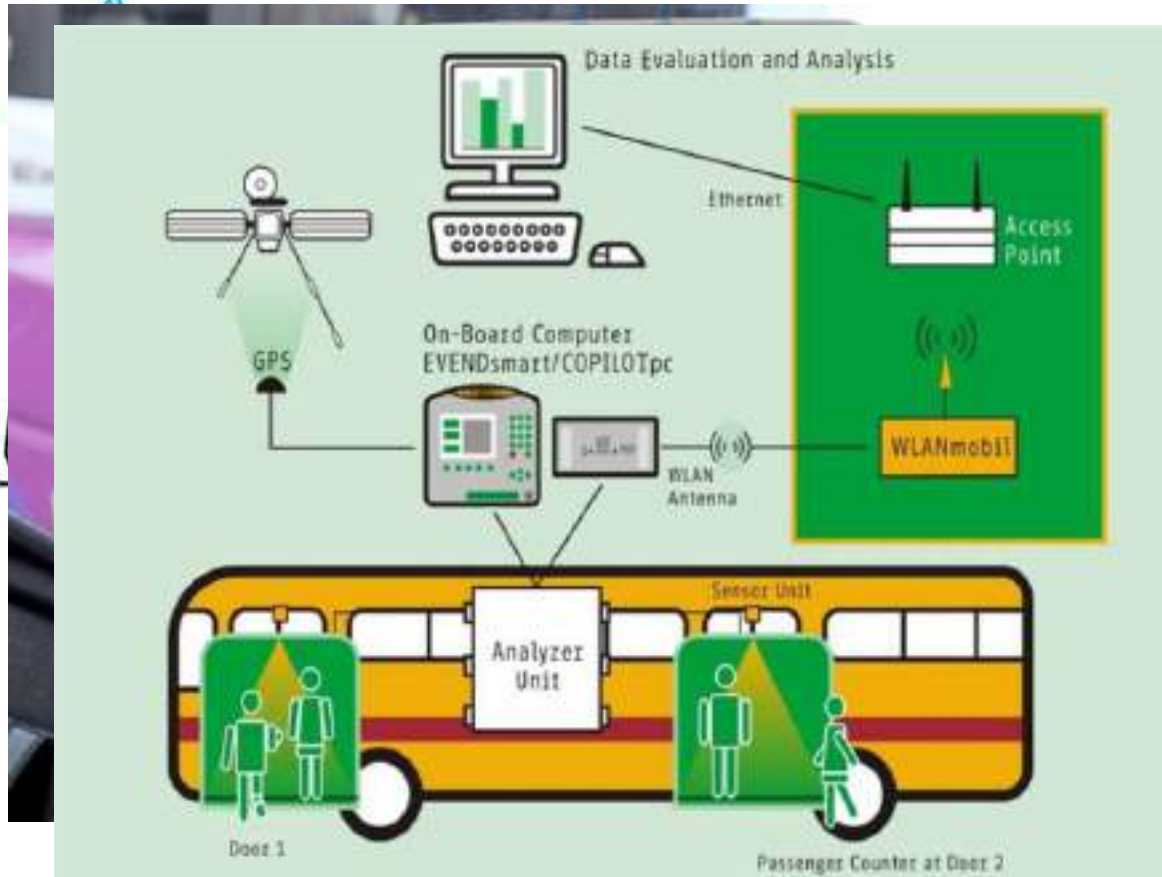 Data Evaluation and Analysis
Ethernet
Access
Point
GPS
On-Board Computer
EVENDsmart/COPILOTpc
WLANmobil
WLAN
Antenna
Sensor Unit
Analyzer
Unit
Door 1
Passenger Counter at Door 2